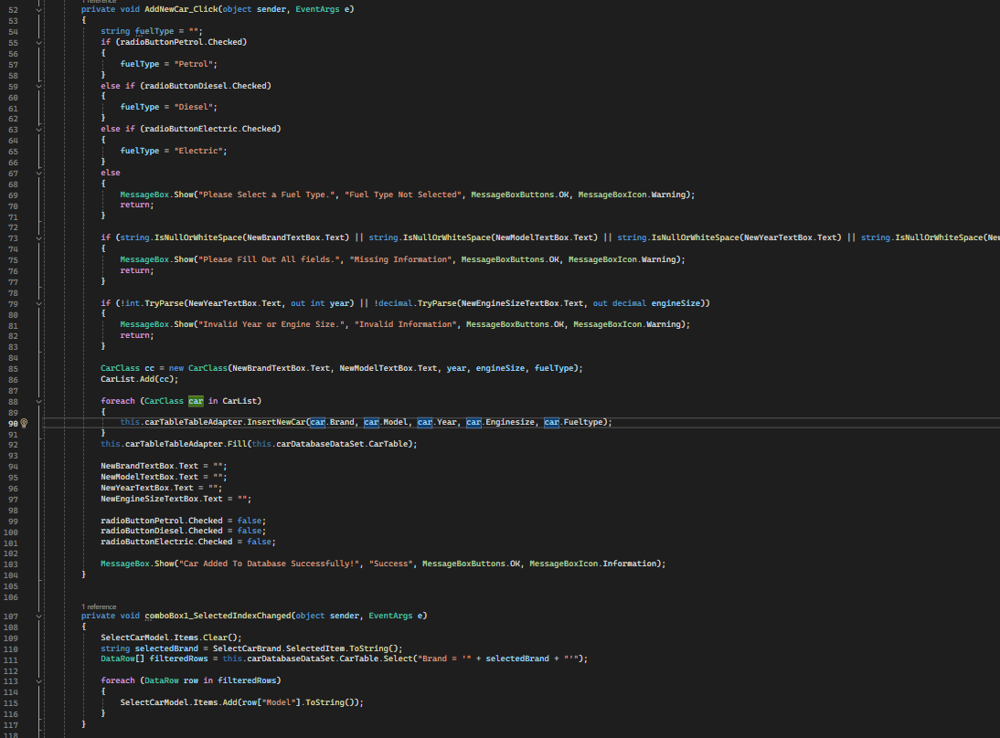 1 reference
52 private void AddNewCar_Click(object sender, EventArgs e)
53 {
54 string fuelType = "";
55 if (radioButtonPetrol.Checked)
56 {
57 fuelType = "Petrol";
58 }
59 else if (radioButtonDiesel.Checked)
60 {
61 fuelType = "Diesel";
62 }
63 else if (radioButtonElectric.Checked)
64 {
65 fuelType = "Electric";
66 }
67 else
68 {
69 MessageBox.Show("Please Select a Fuel Type.", "Fuel Type Not Selected", MessageBoxButtons.OK, MessageBoxIcon.Warning);
70 return;
71 }
72
73 if (string.IsNullOrWhiteSpace(NewBrandTextBox.Text) || string.IsNullOrWhiteSpace(NewModelTextBox.Text) || string.IsNullOrWhiteSpace(NewYearTextBox.Text) || string.IsNullOrWhiteSpace(New
74 {
75 MessageBox.Show("Please Fill Out All fields.", "Missing Information", MessageBoxButtons.OK, MessageBoxIcon.Warning);
76 return;
77 }
78
79 if (!int.TryParse(NewYearTextBox.Text, out int year) || !decimal.TryParse(NewEngineSizeTextBox.Text, out decimal engineSize))
80 {
81 MessageBox.Show("Invalid Year or Engine Size.", "Invalid Information", MessageBoxButtons.OK, MessageBoxIcon.Warning);
82 return;
83 }
84
85 CarClass cc = new CarClass(NewBrandTextBox.Text, NewModelTextBox.Text, year, engineSize, fuelType);
86 CarList.Add(cc);
87
88 foreach (CarClass car in CarList)
89 {
90 this.carTableTableAdapter.InsertNewCar(car.Brand, car.Model, car.Year, car.Enginesize, car.Fueltype);
91 }
92 this.carTableTableAdapter.Fill(this.carDatabaseDataSet.CarTable);
93
94 NewBrandTextBox.Text = "";
95 NewModelTextBox.Text = "";
96 NewYearTextBox.Text = "";
97 NewEngineSizeTextBox.Text = "";
98
99 radioButtonPetrol.Checked = false;
100 radioButtonDiesel.Checked = false;
101 radioButtonElectric.Checked = false;
102
103 MessageBox.Show("Car Added To Database Successfully!", "Success", MessageBoxButtons.OK, MessageBoxIcon.Information);
104 }
105
106
1 reference
107 private void comboBox1_SelectedIndexChanged(object sender, EventArgs e)
108 {
109 SelectCarModel.Items.Clear();
110 string selectedBrand = SelectCarBrand.SelectedItem.ToString();
111 DataRow[] filteredRows = this.carDatabaseDataSet.CarTable.Select("Brand = '" + selectedBrand + "'");
112
113 foreach (DataRow row in filteredRows)
114 {
115 SelectCarModel.Items.Add(row["Model"].ToString());
116 }
117 }
118